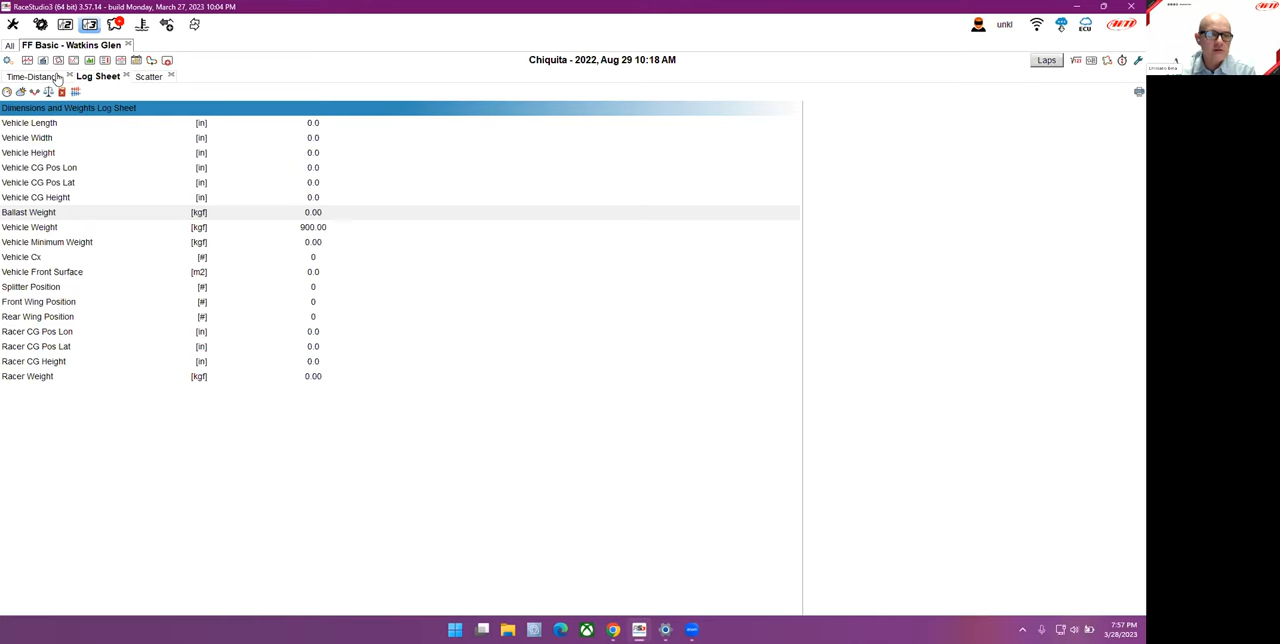 RaceStudio3 (64 bit) 3.57.14 - build Monday, March 27, 2023 10:04 PM
unkl
ECU
All FF Basic - Watkins Glen
Chiquita - 2022, Aug 29 10:18 AM
Laps
Time-Distanc Log Sheet Scatter
Dimensions and Weights Log Sheet
Vehicle Length [in] 0.0
Vehicle Width [in] 0.0
Vehicle Height [in] 0.0
Vehicle CG Pos Lon [in] 0.0
Vehicle CG Pos Lat [in] 0.0
Vehicle CG Height [in] 0.0
Ballast Weight [kgf] 0.00
Vehicle Weight [kgf] 900.00
Vehicle Minimum Weight [kgf] 0.00
Vehicle Cx [#] 0
Vehicle Front Surface [m2] 0.0
Splitter Position [#] 0
Front Wing Position [#] 0
Rear Wing Position [#] 0
Racer CG Pos Lon [in] 0.0
Racer CG Pos Lat [in] 0.0
Racer CG Height [in] 0.0
Racer Weight [kgf] 0.00
7:57 PM
3/28/2023